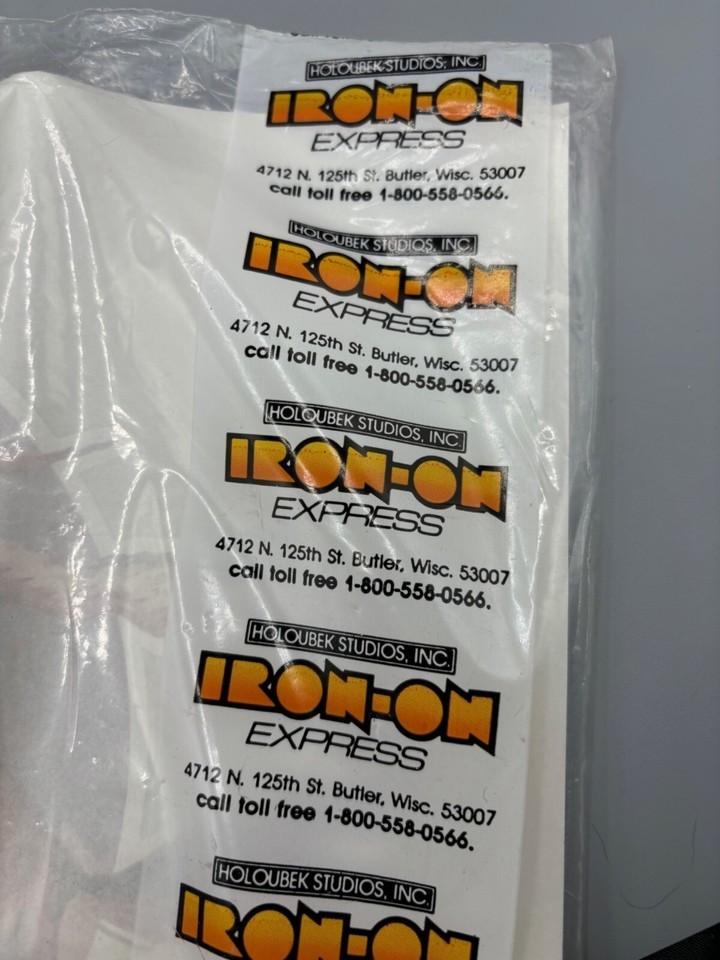 HOLOUBEK STUDIOS, INC.
IRON-ON
EXPRESS
4712 N. 125th St. Butler, Wisc. 53007
call toll free 1-800-558-0566.
HOLOUBEK STUDIOS, INC.
IRON-ON
EXPRESS
4712 N. 125th St. Butler, Wisc. 53007
call toll free 1-800-558-0566.
HOLOUBEK STUDIOS, INC.
IRON-ON
EXPRESS
4712 N. 125th St. Butler, Wisc. 53007
call toll free 1-800-558-0566.
HOLOUBEK STUDIOS, INC.
IRON-ON
EXPRESS
4712 N. 125th St. Butler, Wisc. 53007
call toll free 1-800-558-0566.
HOLOUBEK STUDIOS, INC.
IRON-ON